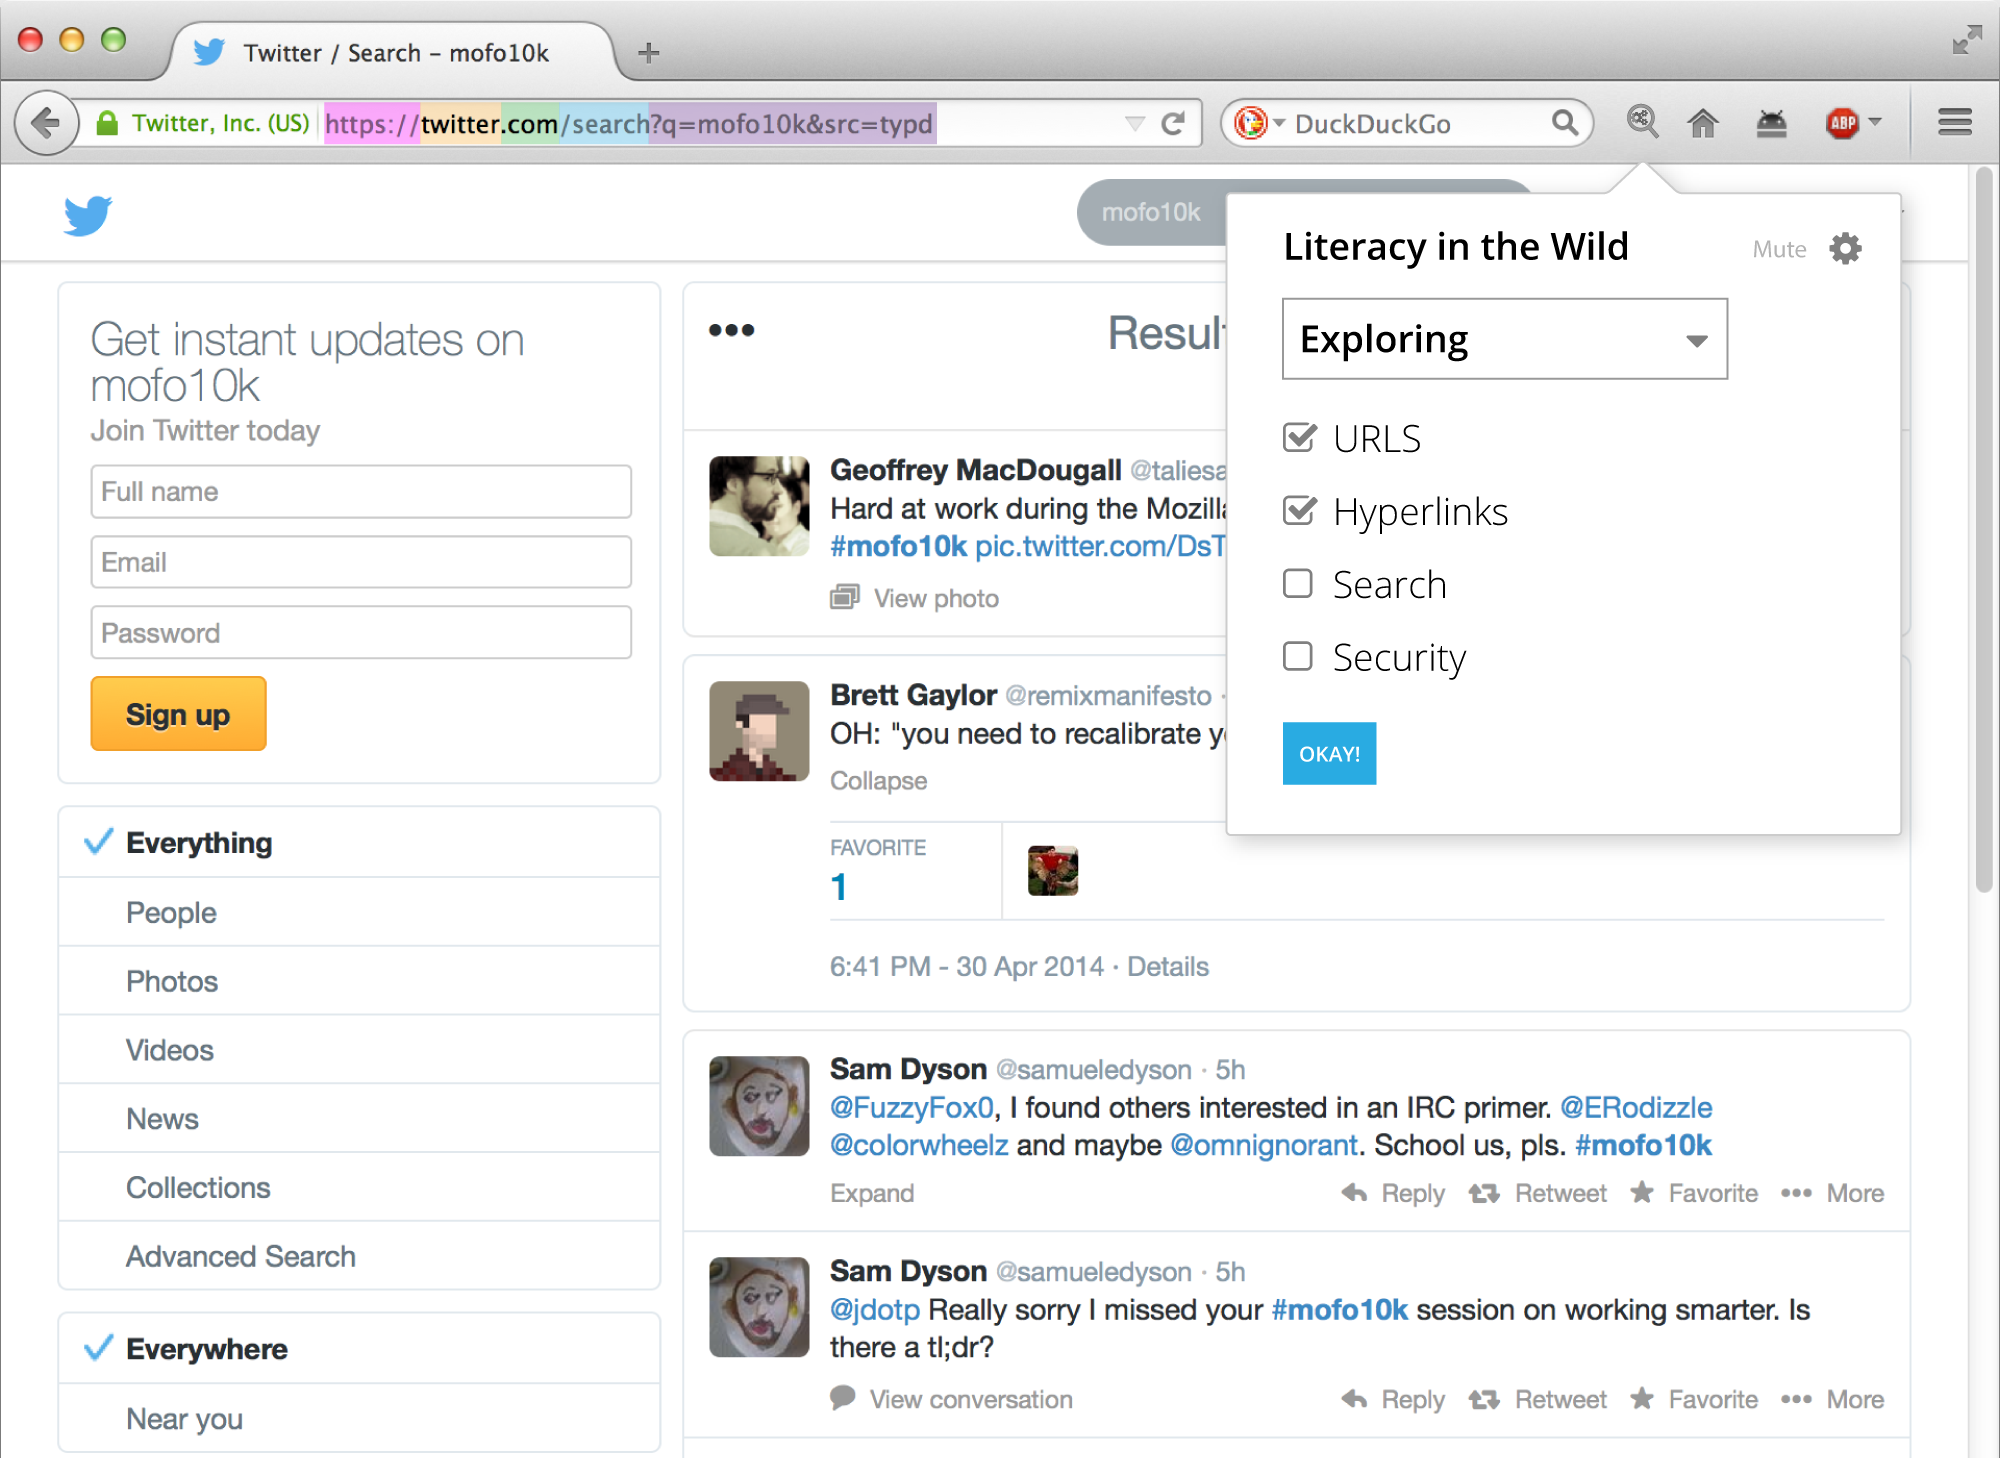 Twitter / Search – mofo10k
Twitter, Inc. (US)
https://twitter.com/search?q=mofo10k&src=typd
DuckDuckGo
ABP
mofo10k
Literacy in the Wild
Mute
Exploring
URLS
Hyperlinks
Search
Security
OKAY!
Get instant updates on
mofo10k
Join Twitter today
Full name
Email
Password
Sign up
Everything
People
Photos
Videos
News
Collections
Advanced Search
Everywhere
Near you
Geoffrey MacDougall @taliesa
Hard at work during the
#mofo10k pic.twitter.com/DsT
View photo
Brett Gaylor @remixmanifesto ·
OH: "you need to recalibrate
Collapse
FAVORITE
1
6:41 PM - 30 Apr 2014 · Details
Sam Dyson @samueledyson · 5h
@FuzzyFox0, I found others interested in an IRC primer. @ERodizzle
@colorwheelz and maybe @omnignorant. School us, pls. #mofo10k
Expand Reply Retweet Favorite More
Sam Dyson @samueledyson · 5h
@jdotp Really sorry I missed your #mofo10k session on working smarter. Is
there a tl;dr?
View conversation Reply Retweet Favorite More